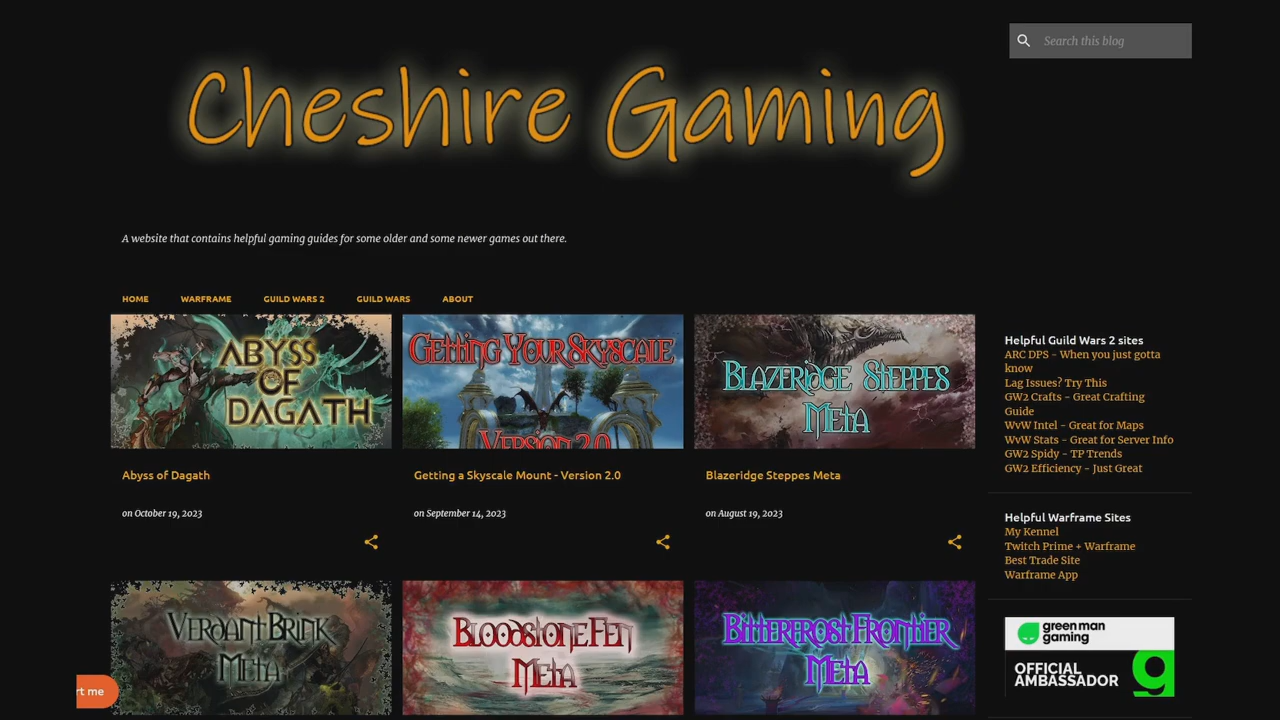 Search this blog
Cheshire Gaming
A website that contains helpful gaming guides for some older and some newer games out there.
HOME WARFRAME GUILD WARS 2 GUILD WARS ABOUT
ABYSS
OF
DAGATH
Getting Your Skyscale
Version 2.0
Blazeridge Steppes
Meta
Abyss of Dagath
on October 19, 2023
Getting a Skyscale Mount - Version 2.0
on September 14, 2023
Blazeridge Steppes Meta
on August 19, 2023
Verdant Brink
Meta
Bloodstone Fen
Meta
Bitterfrost Frontier
Meta
rt me
Helpful Guild Wars 2 sites
ARC DPS - When you just gotta
know
Lag Issues? Try This
GW2 Crafts - Great Crafting
Guide
WvW Intel - Great for Maps
WvW Stats - Great for Server Info
GW2 Spidy - TP Trends
GW2 Efficiency - Just Great
Helpful Warframe Sites
My Kennel
Twitch Prime + Warframe
Best Trade Site
Warframe App
green man
gaming
OFFICIAL
AMBASSADOR